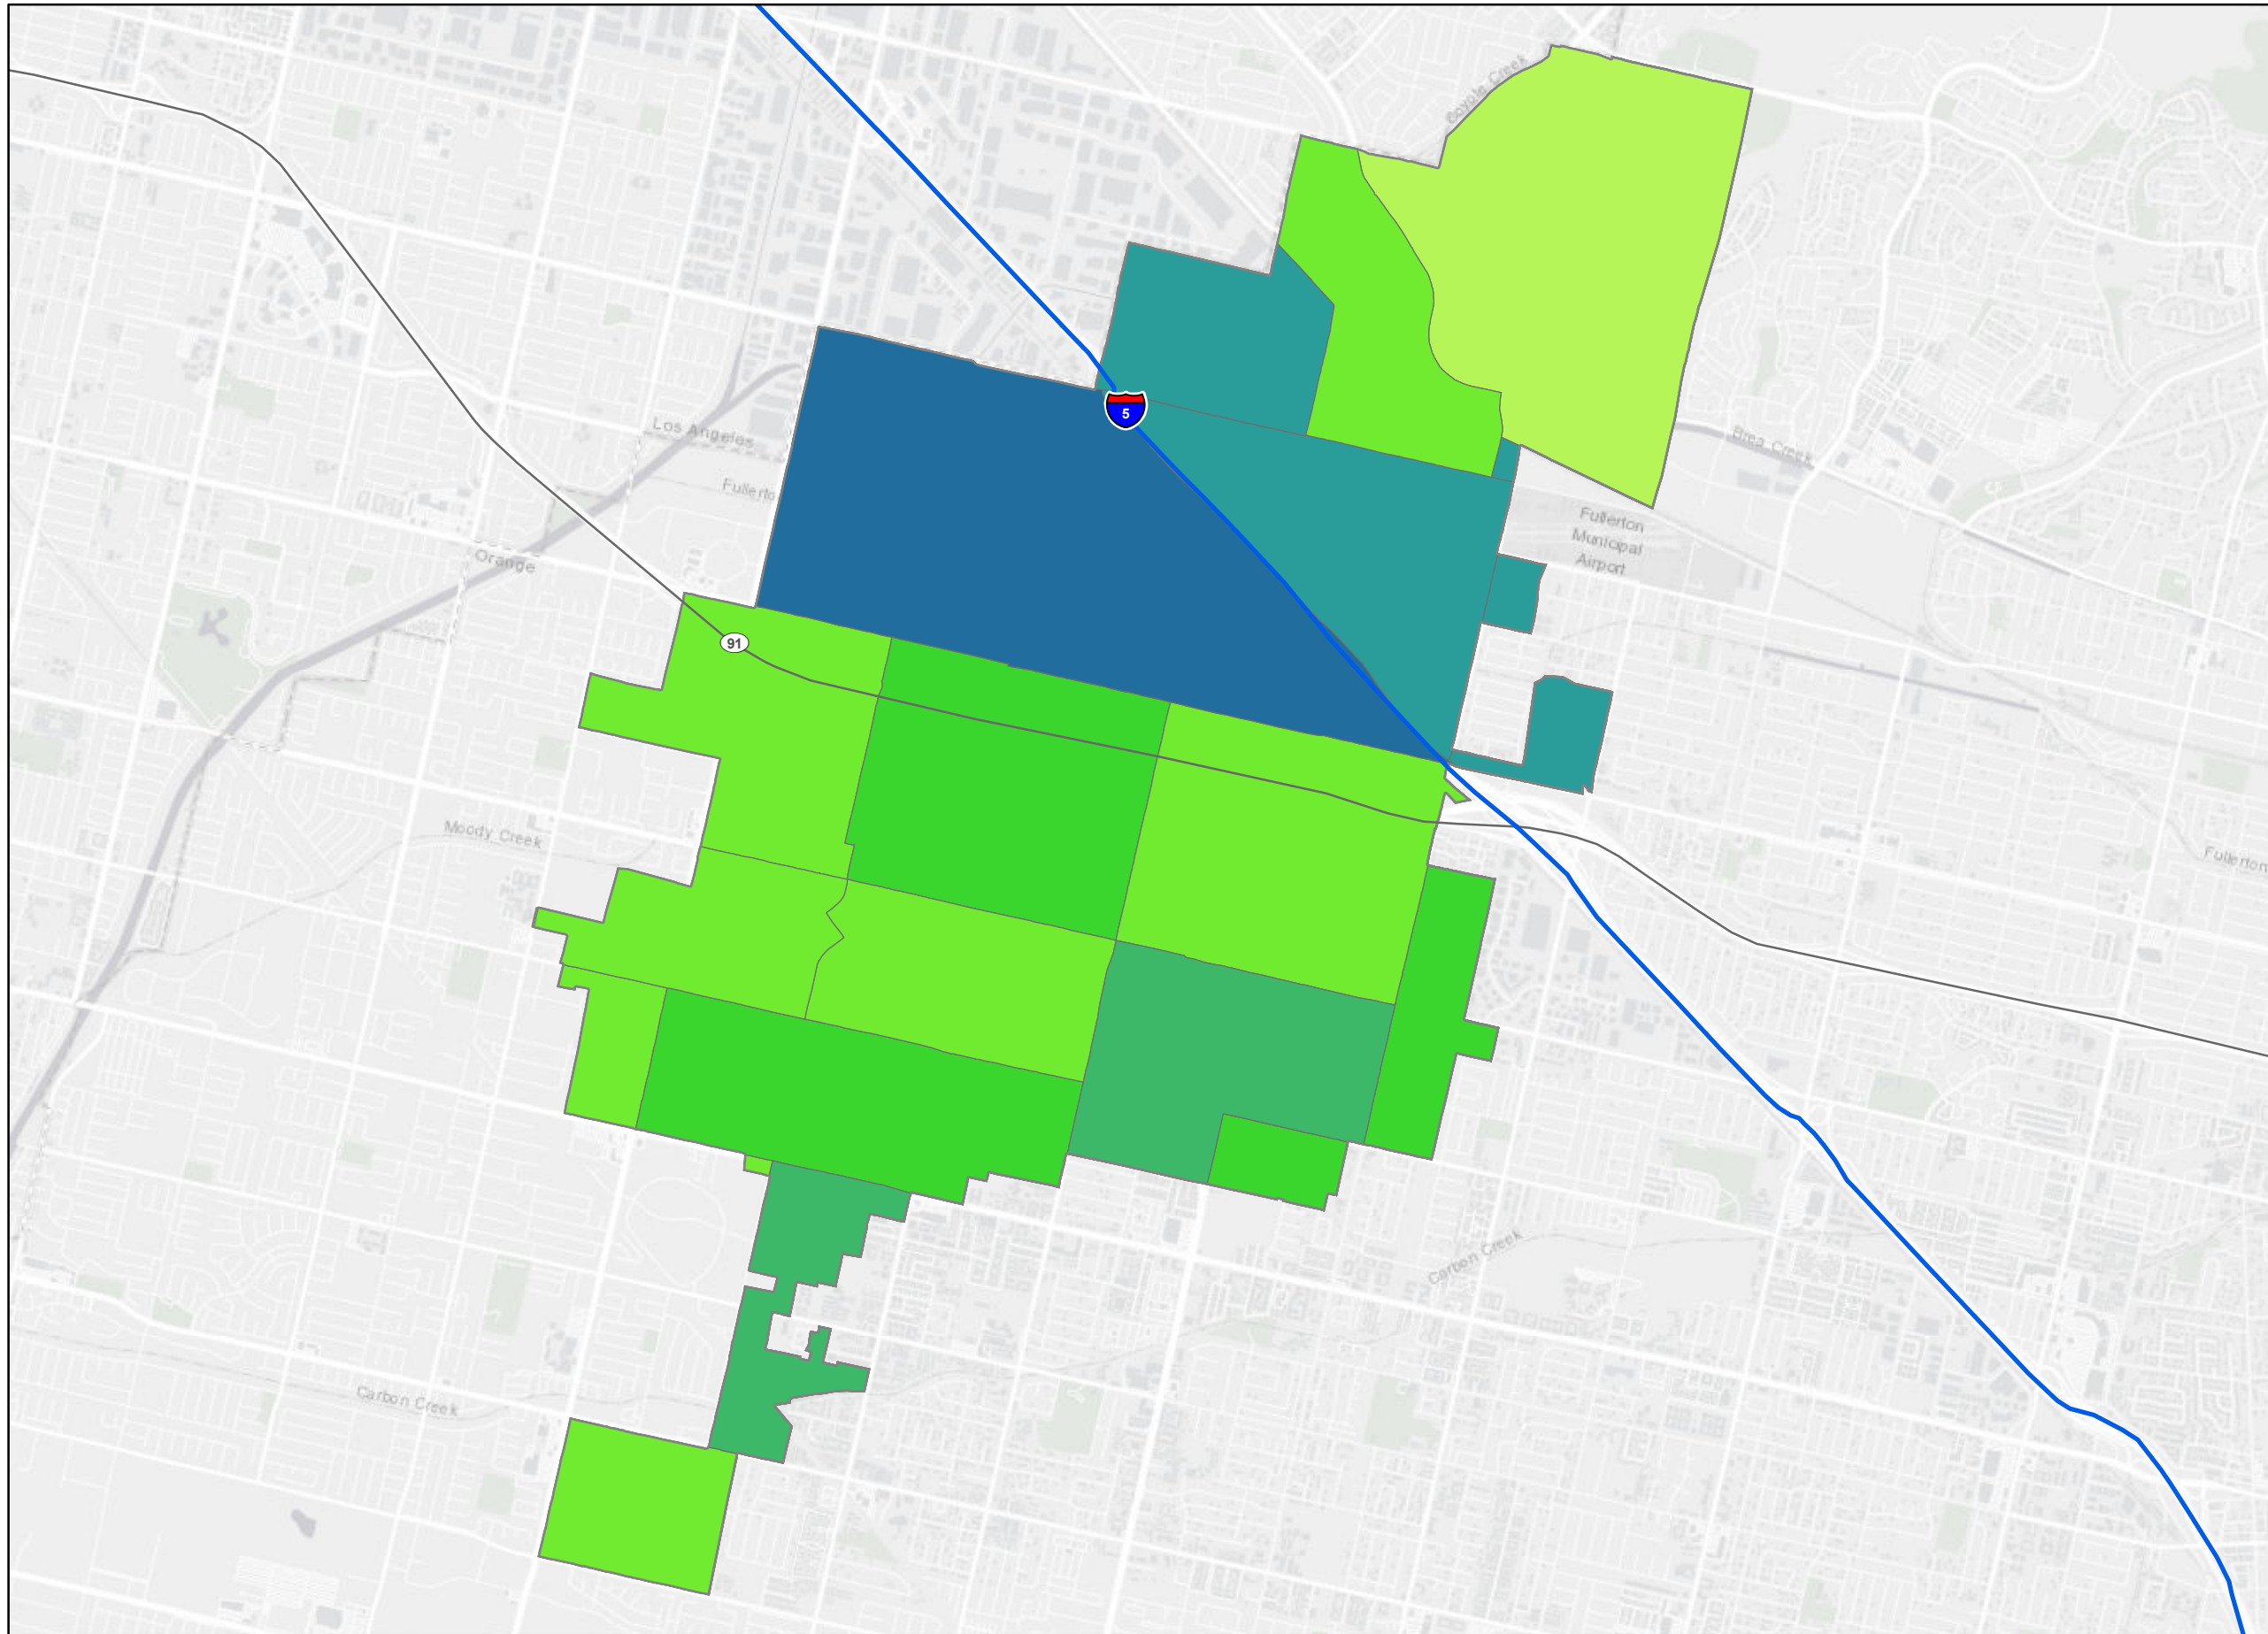 Coyote Creek
5
Los Angeles
Fullerto
Brea Creek
Fullerton
Municipal
Airport
Orange
91
Moody Creek
Fullerton
Carbon Creek
Carbon Creek